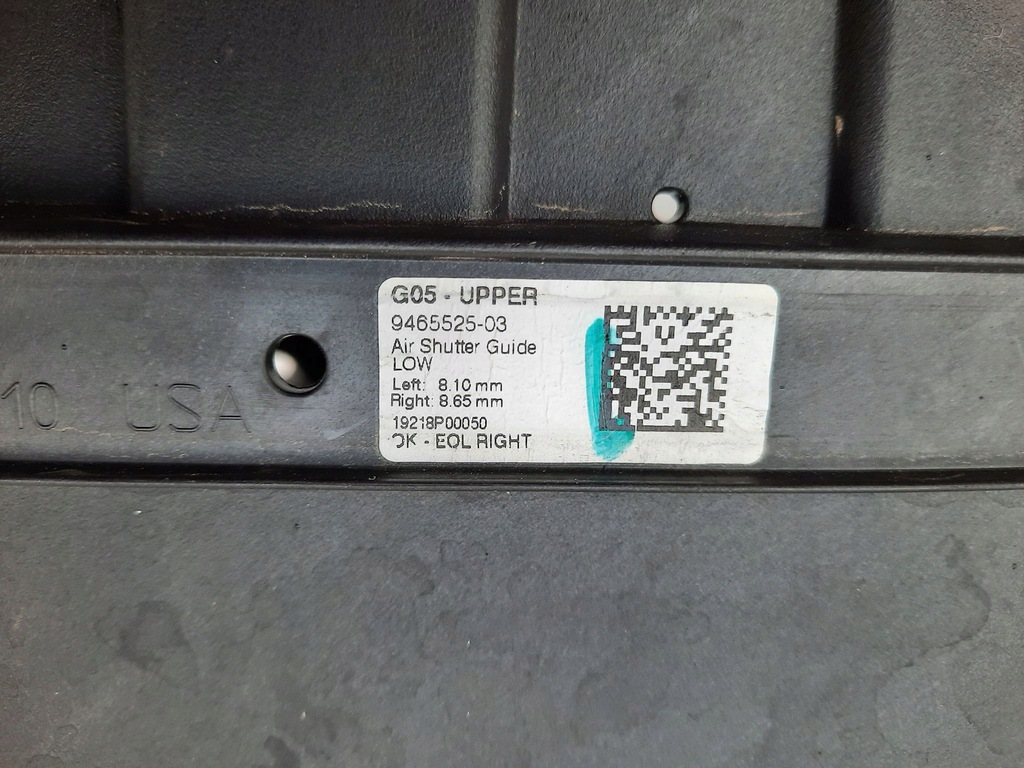 G05 - UPPER
9465525-03
Air Shutter Guide
LOW
Left: 8.10 mm
Right: 8.65 mm
19218P00050
OK - EOL RIGHT
10 USA